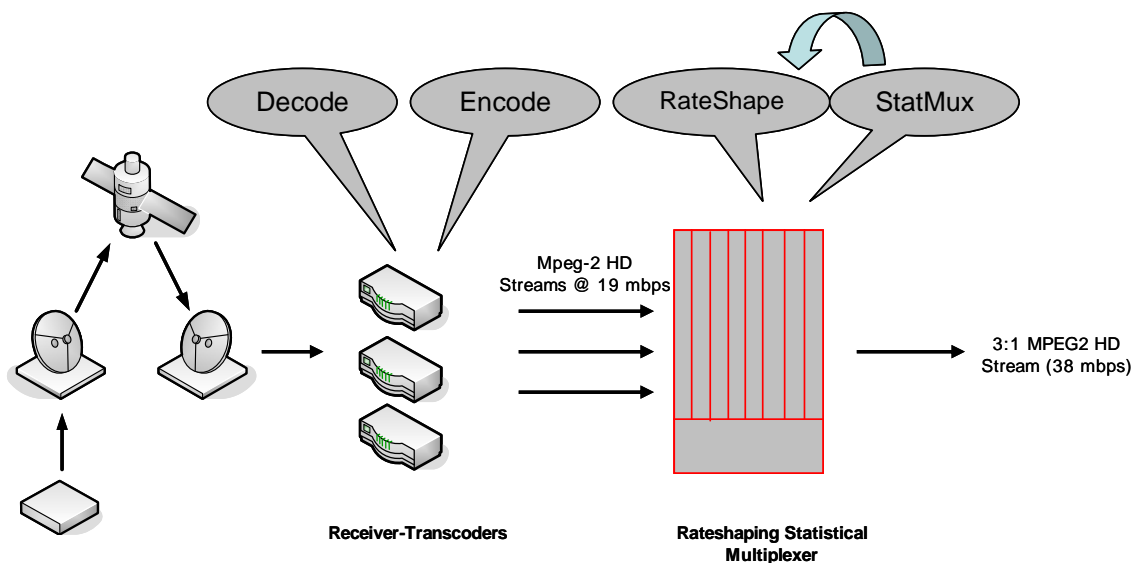 Decode
Encode
RateShape
StatMux
Mpeg-2 HD
Streams @ 19 mbps
3:1 MPEG2 HD
Stream (38 mbps)
Receiver-Transcoders
Rateshaping Statistical
Multiplexer